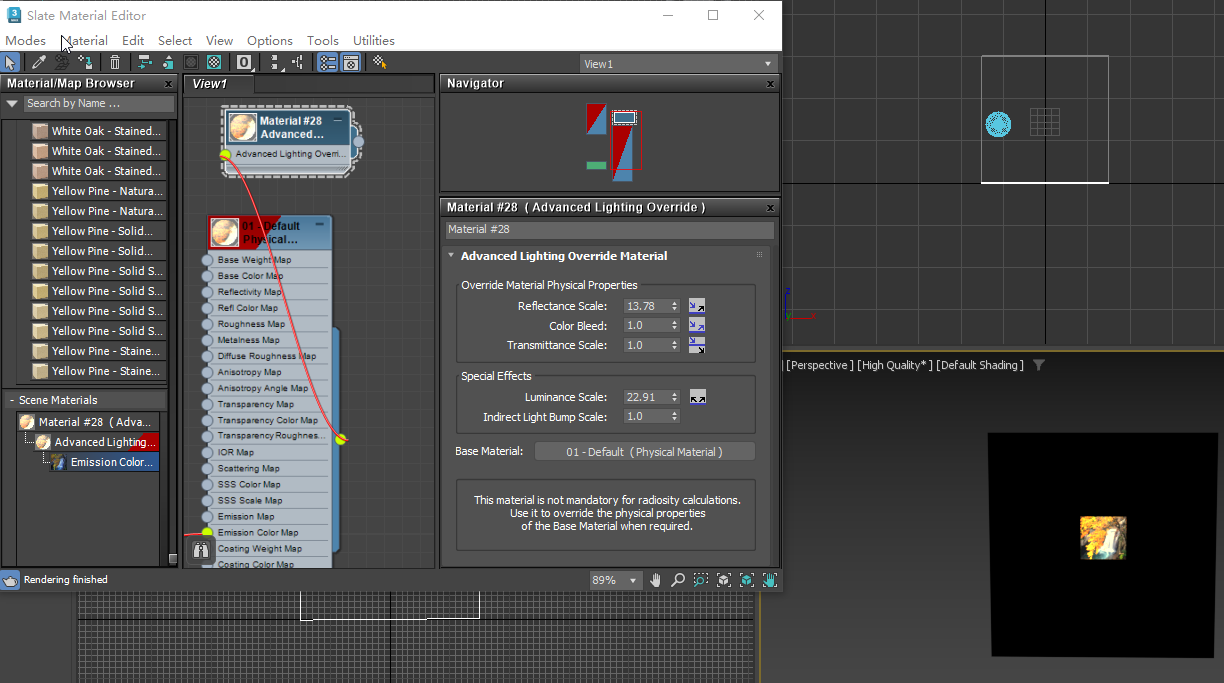 Slate Material Editor
Modes Material Edit Select View Options Tools Utilities
View1
Material/Map Browser
Search by Name ...
White Oak - Stained...
White Oak - Stained...
White Oak - Stained...
Yellow Pine - Natura...
Yellow Pine - Natura...
Yellow Pine - Solid...
Yellow Pine - Solid...
Yellow Pine - Solid S...
Yellow Pine - Solid S...
Yellow Pine - Solid S...
Yellow Pine - Solid S...
Yellow Pine - Staine...
Yellow Pine - Staine...
- Scene Materials
Material #28 ( Adva...
Advanced Lighting...
Emission Color...
Rendering finished
View1
Material #28
Advanced...
Advanced Lighting Overri...
01 - Default
Physical...
Base Weight Map
Base Color Map
Reflectivity Map
Refl Color Map
Roughness Map
Metalness Map
Diffuse Roughness Map
Anisotropy Map
Anisotropy Angle Map
Transparency Map
Transparency Color Map
Transparency Roughnes...
IOR Map
Scattering Map
SSS Color Map
SSS Scale Map
Emission Map
Emission Color Map
Coating Weight Map
Coating Color Map
Navigator
Material #28 ( Advanced Lighting Override )
Material #28
Advanced Lighting Override Material
Override Material Physical Properties
Reflectance Scale: 13.78
Color Bleed: 1.0
Transmittance Scale: 1.0
Special Effects
Luminance Scale: 22.91
Indirect Light Bump Scale: 1.0
Base Material: 01 - Default ( Physical Material )
This material is not mandatory for radiosity calculations.
Use it to override the physical properties
of the Base Material when required.
89%
[Perspective ] [High Quality* ] [Default Shading ]
z
y
x